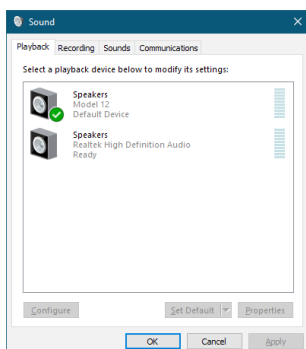 Sound
Playback Recording Sounds Communications
Select a playback device below to modify its settings:
Speakers
Model 12
Default Device
Speakers
Realtek High Definition Audio
Ready
Configure Set Default Properties
OK Cancel Apply